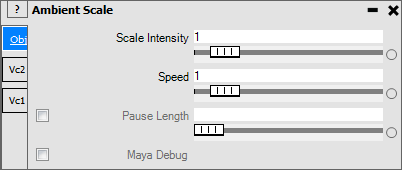 ? Ambient Scale
Obj
Scale Intensity 1
Vc2
Speed 1
Vc1
Pause Length
Maya Debug